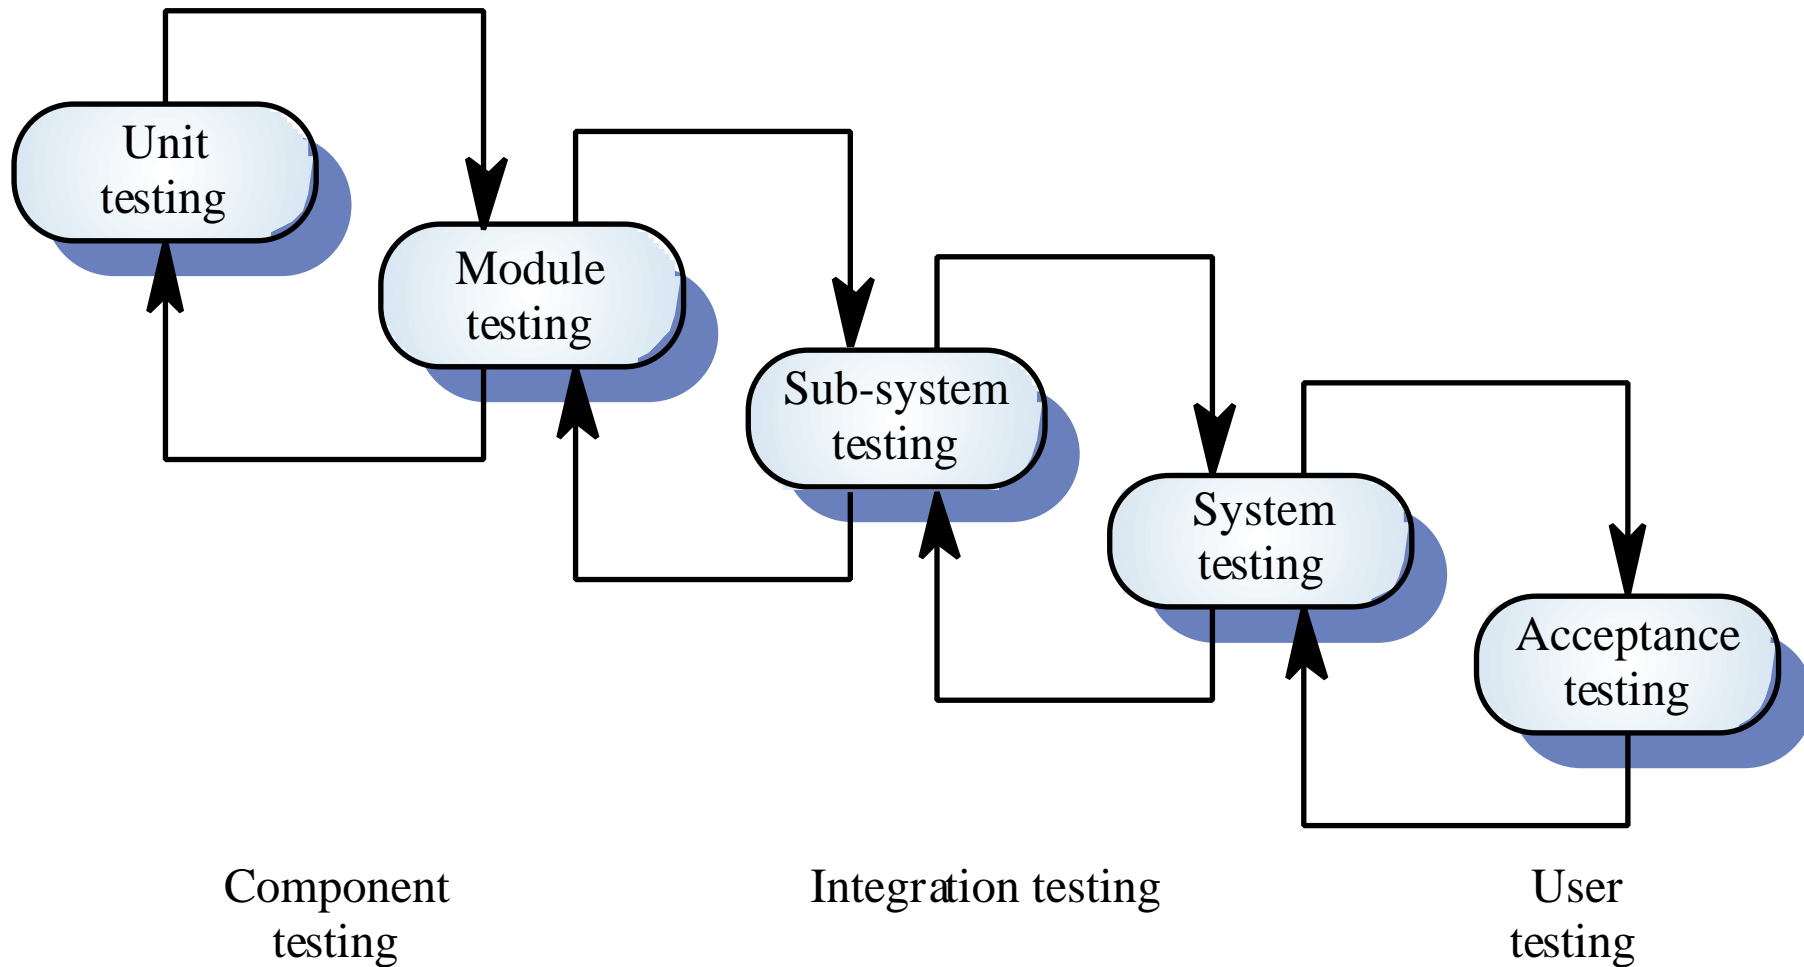 Unit
testing
Module
testing
Sub-system
testing
System
testing
Acceptance
testing
Component
testing
Integration testing
User
testing